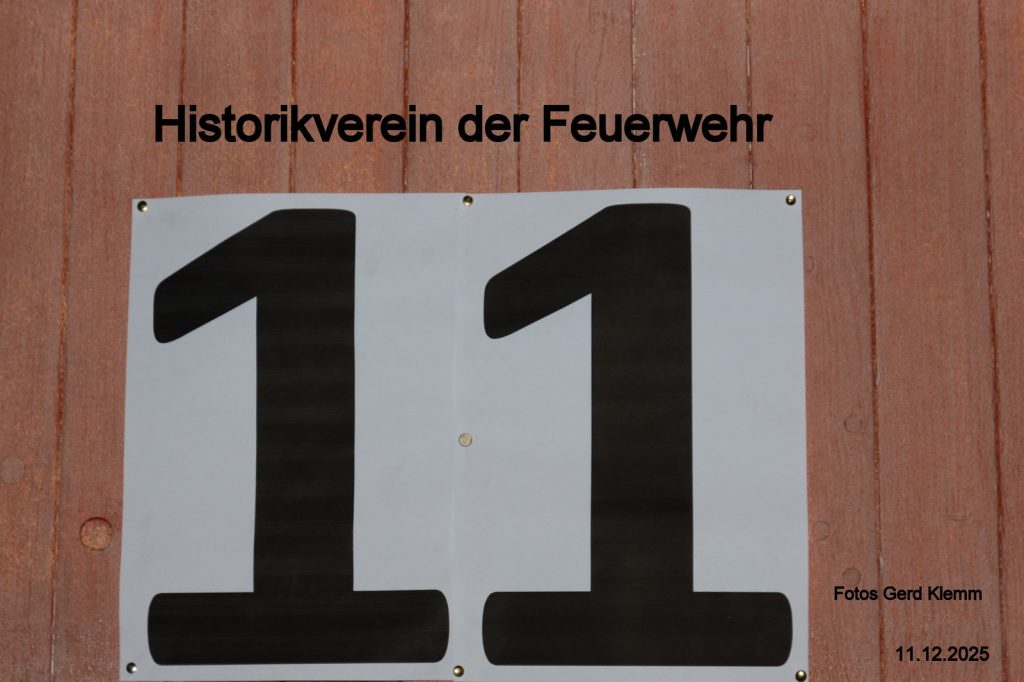 Historikverein der Feuerwehr
11
Fotos Gerd Klemm
11.12.2025